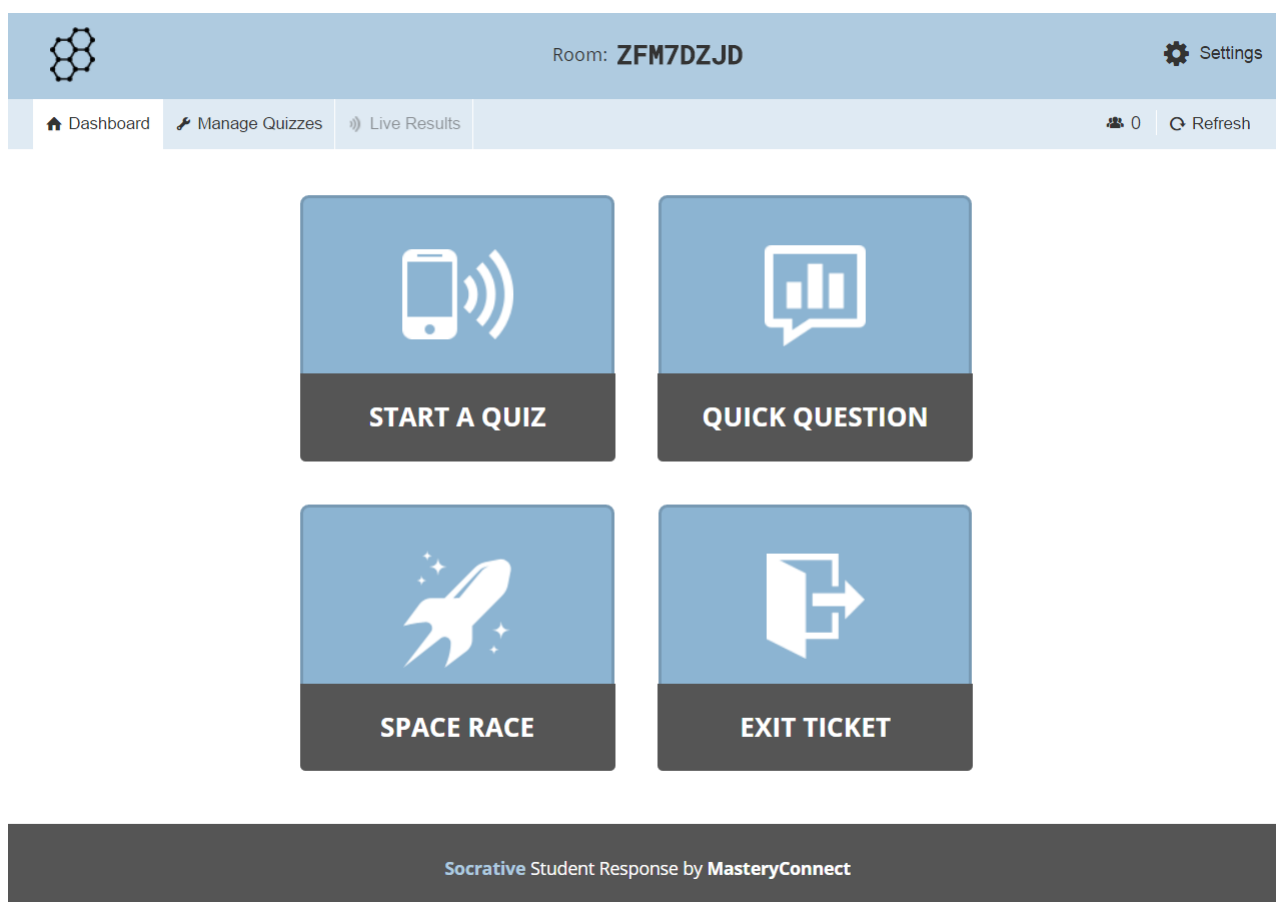 Room: ZFM7DZJD
Settings
Dashboard
Manage Quizzes
Live Results
0
Refresh
START A QUIZ
QUICK QUESTION
SPACE RACE
EXIT TICKET
Socrative Student Response by MasteryConnect